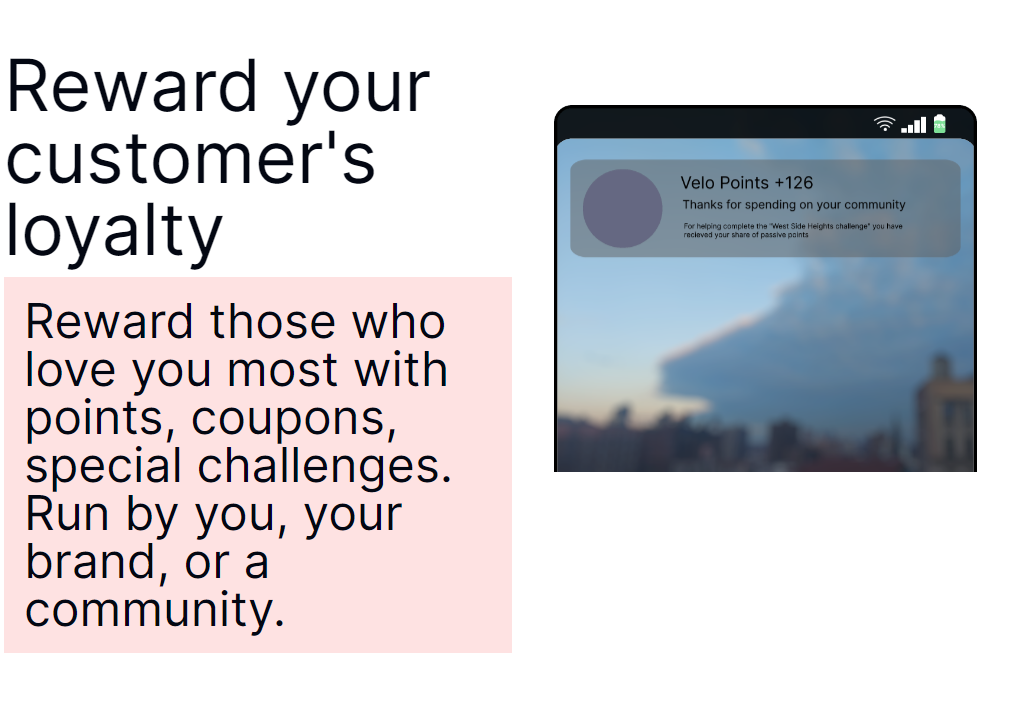 Reward your
customer's
loyalty
Reward those who
love you most with
points, coupons,
special challenges.
Run by you, your
brand, or a
community.
Velo Points +126
Thanks for spending on your community
For helping complete the "West Side Heights challenge" you have
recieved your share of passive points